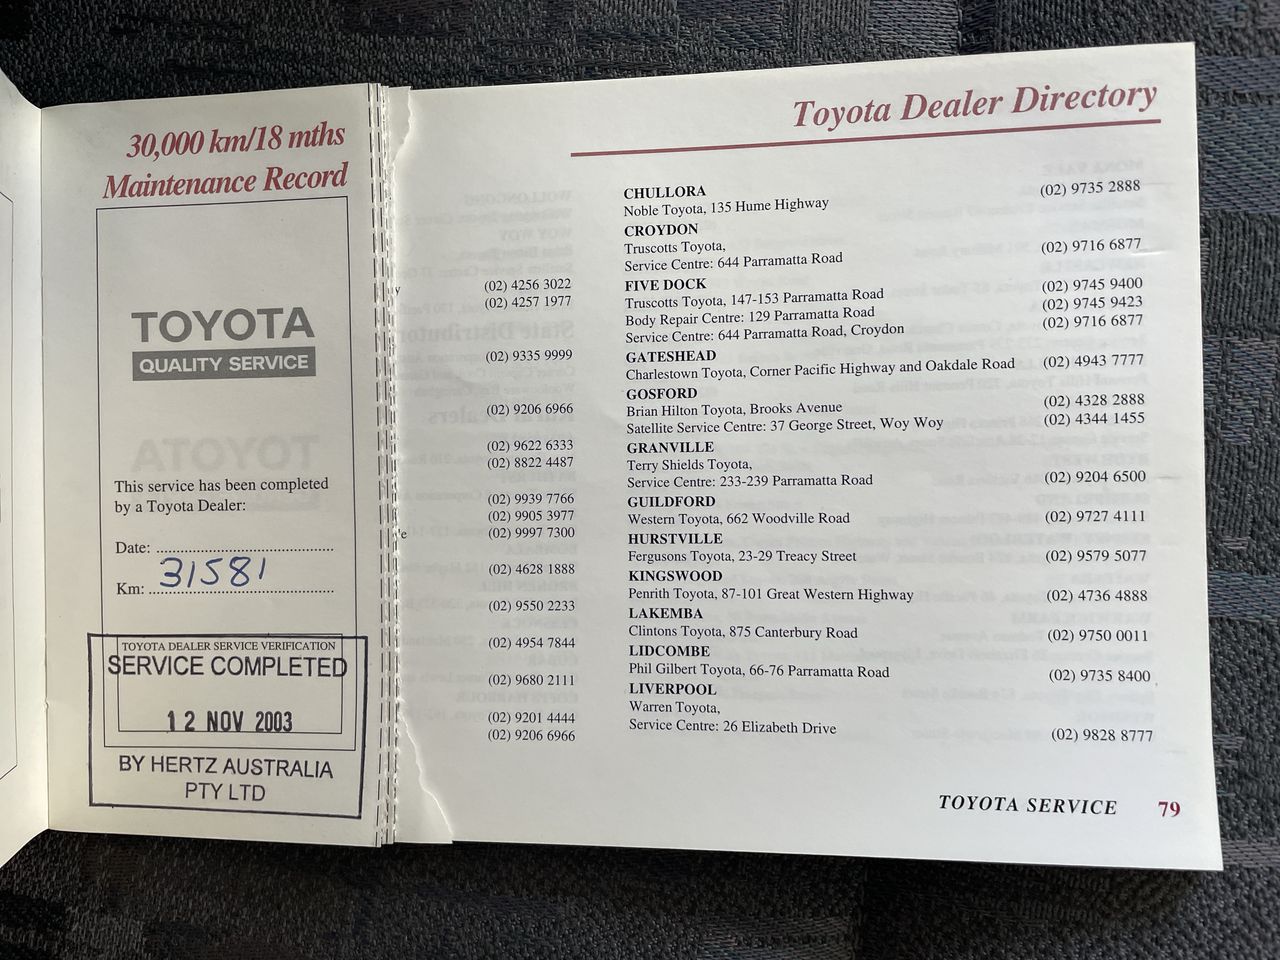 30,000 km/18 mths
Maintenance Record
TOYOTA
QUALITY SERVICE
This service has been completed
by a Toyota Dealer:
Date:
Km: 31581
TOYOTA DEALER SERVICE VERIFICATION
SERVICE COMPLETED
12 NOV 2003
BY HERTZ AUSTRALIA
PTY LTD
(02) 4256 3022
(02) 4257 1977
(02) 9335 9999
(02) 9206 6966
(02) 9622 6333
(02) 8822 4487
(02) 9939 7766
(02) 9905 3977
(02) 9997 7300
(02) 4628 1888
(02) 9550 2233
(02) 4954 7844
(02) 9680 2111
(02) 9201 4444
(02) 9206 6966
Toyota Dealer Directory
CHULLORA
Noble Toyota, 135 Hume Highway (02) 9735 2888
CROYDON
Truscotts Toyota,
Service Centre: 644 Parramatta Road (02) 9716 6877
FIVE DOCK
Truscotts Toyota, 147-153 Parramatta Road (02) 9745 9400
Body Repair Centre: 129 Parramatta Road (02) 9745 9423
Service Centre: 644 Parramatta Road, Croydon (02) 9716 6877
GATESHEAD
Charlestown Toyota, Corner Pacific Highway and Oakdale Road (02) 4943 7777
GOSFORD
Brian Hilton Toyota, Brooks Avenue (02) 4328 2888
Satellite Service Centre: 37 George Street, Woy Woy (02) 4344 1455
GRANVILLE
Terry Shields Toyota,
Service Centre: 233-239 Parramatta Road (02) 9204 6500
GUILDFORD
Western Toyota, 662 Woodville Road (02) 9727 4111
HURSTVILLE
Fergusons Toyota, 23-29 Treacy Street (02) 9579 5077
KINGSWOOD
Penrith Toyota, 87-101 Great Western Highway (02) 4736 4888
LAKEMBA
Clintons Toyota, 875 Canterbury Road (02) 9750 0011
LIDCOMBE
Phil Gilbert Toyota, 66-76 Parramatta Road (02) 9735 8400
LIVERPOOL
Warren Toyota,
Service Centre: 26 Elizabeth Drive (02) 9828 8777
TOYOTA SERVICE 79